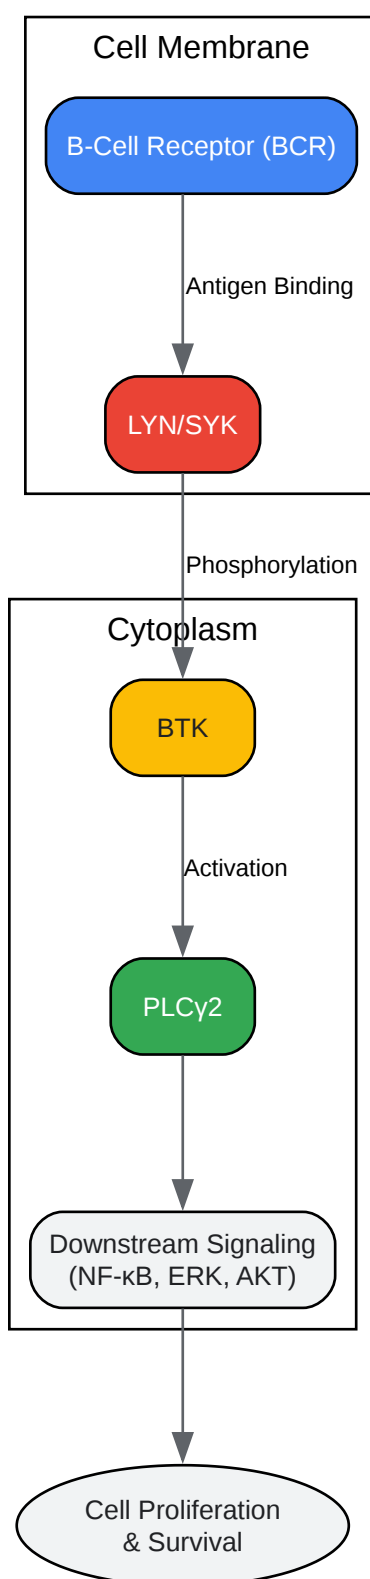 Cell Membrane
B-Cell Receptor (BCR)
Antigen Binding
LYN/SYK
Phosphorylation
Cytoplasm
BTK
Activation
PLCγ2
Downstream Signaling
(NF-κB, ERK, AKT)
Cell Proliferation
& Survival